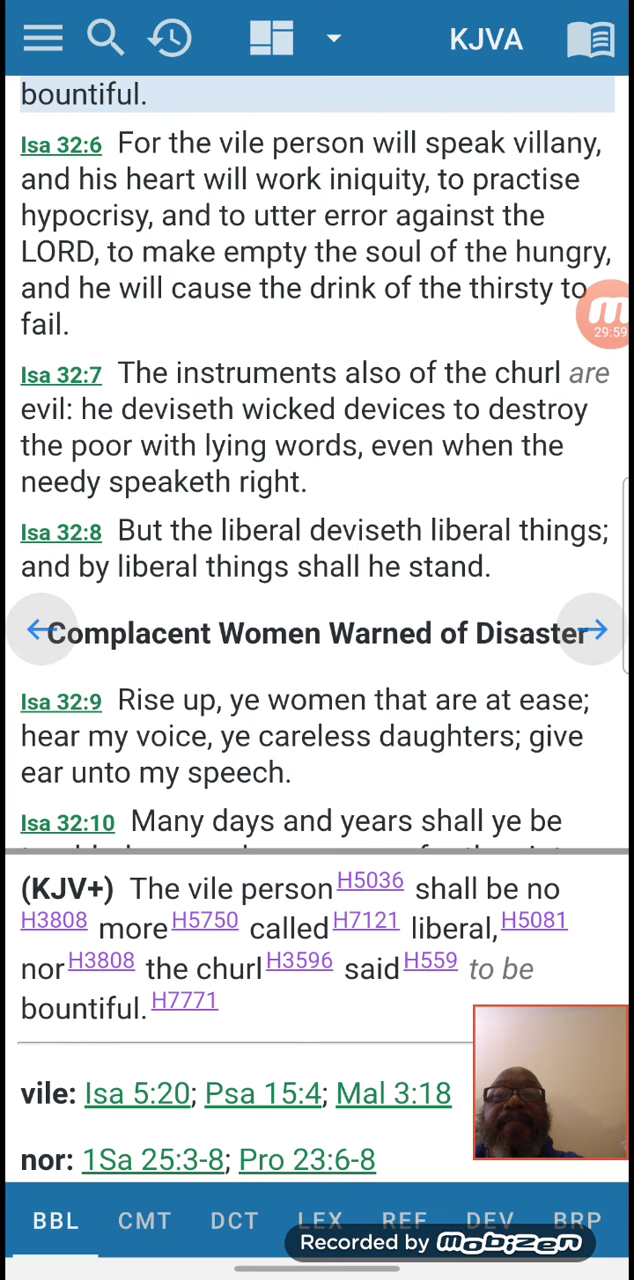 KJVA
bountiful.
Isa 32:6 For the vile person will speak villany,
and his heart will work iniquity, to practise
hypocrisy, and to utter error against the
LORD, to make empty the soul of the hungry,
and he will cause the drink of the thirsty to
fail.
29:59
Isa 32:7 The instruments also of the churl are
evil: he deviseth wicked devices to destroy
the poor with lying words, even when the
needy speaketh right.
Isa 32:8 But the liberal deviseth liberal things;
and by liberal things shall he stand.
Complacent Women Warned of Disaster
Isa 32:9 Rise up, ye women that are at ease;
hear my voice, ye careless daughters; give
ear unto my speech.
Isa 32:10 Many days and years shall ye be
(KJV+) The vile person H5036 shall be no
H3808 more H5750 called H7121 liberal, H5081
nor H3808 the churl H3596 said H559 to be
bountiful. H7771
vile: Isa 5:20; Psa 15:4; Mal 3:18
nor: 1Sa 25:3-8; Pro 23:6-8
BBL CMT DCT LEX REF DEV BRP
Recorded by mobizen